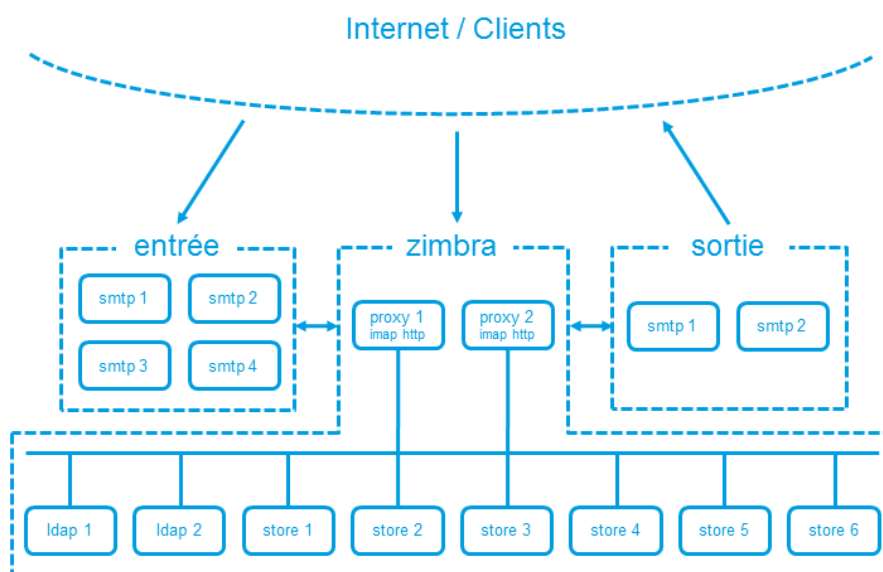 Internet / Clients
entrée
zimbra
sortie
smtp 1
smtp 2
proxy 1
imap http
proxy 2
imap http
smtp 1
smtp 2
smtp 3
smtp 4
ldap 1
ldap 2
store 1
store 2
store 3
store 4
store 5
store 6